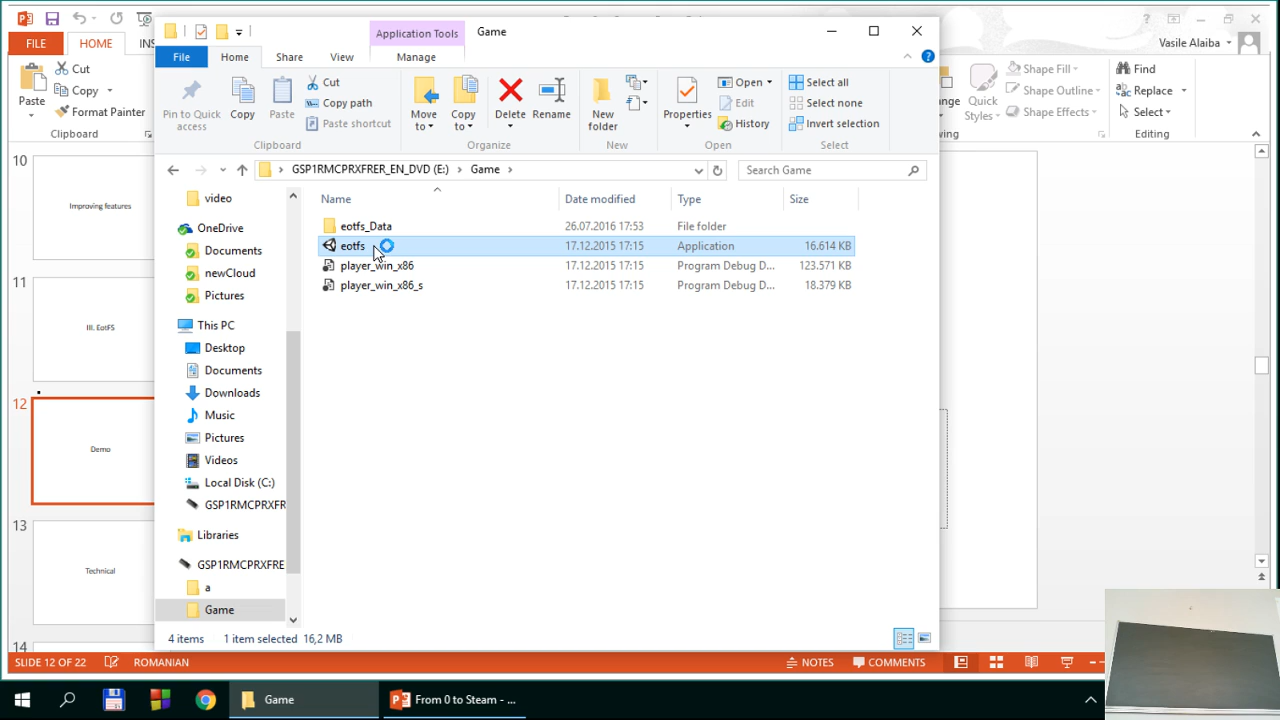 FILE HOME INS
Cut
Copy
Format Painter
Paste
Clipboard
Application Tools Game
File Home Share View Manage
Pin to Quick access
Copy
Paste
Cut
Copy path
Paste shortcut
Clipboard
Move to
Copy to
Delete
Rename
Organize
New folder
New
Properties
Open
Edit
History
Open
Select all
Select none
Invert selection
Select
Vasile Alaiba
Quick Styles
Shape Fill
Shape Outline
Shape Effects
Find
Replace
Select
Editing
GSP1RMCPRXFRER_EN_DVD (E:) Game
Search Game
Name Date modified Type Size
eotfs_Data 26.07.2016 17:53 File folder
eotfs 17.12.2015 17:15 Application 16.614 KB
player_win_x86 17.12.2015 17:15 Program Debug D... 123.571 KB
player_win_x86_s 17.12.2015 17:15 Program Debug D... 18.379 KB
video
OneDrive
Documents
newCloud
Pictures
This PC
Desktop
Documents
Downloads
Music
Pictures
Videos
Local Disk (C:)
GSP1RMCPRXFR
Libraries
GSP1RMCPRXFRE
a
Game
4 items 1 item selected 16,2 MB
10
Improving features
11
III. EotFS
12
Demo
13
Technical
14
SLIDE 12 OF 22 ROMANIAN
NOTES COMMENTS
Game
From 0 to Steam - ...